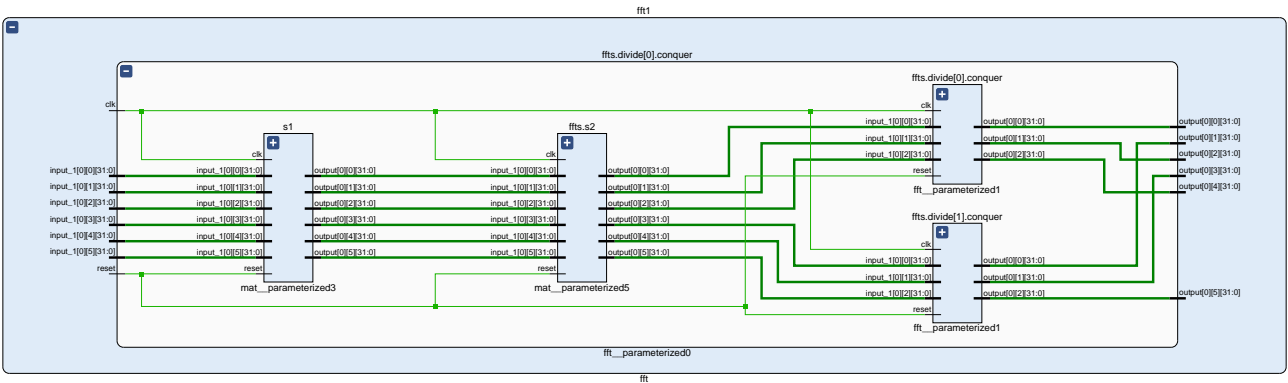 fft1
ffts.divide[0].conquer
ffts.divide[0].conquer
clk
clk
input_1[0][0][31:0]
output[0][0][31:0]
output[0][0][31:0]
s1
ffts.s2
input_1[0][1][31:0]
output[0][1][31:0]
output[0][1][31:0]
clk
clk
input_1[0][2][31:0]
output[0][2][31:0]
output[0][2][31:0]
input_1[0][0][31:0]
input_1[0][0][31:0]
output[0][0][31:0]
input_1[0][0][31:0]
output[0][0][31:0]
reset
output[0][3][31:0]
input_1[0][1][31:0]
input_1[0][1][31:0]
output[0][1][31:0]
input_1[0][1][31:0]
output[0][1][31:0]
fft__parameterized1
output[0][4][31:0]
input_1[0][2][31:0]
input_1[0][2][31:0]
output[0][2][31:0]
input_1[0][2][31:0]
output[0][2][31:0]
input_1[0][3][31:0]
input_1[0][3][31:0]
output[0][3][31:0]
input_1[0][3][31:0]
output[0][3][31:0]
ffts.divide[1].conquer
input_1[0][4][31:0]
input_1[0][4][31:0]
output[0][4][31:0]
input_1[0][4][31:0]
output[0][4][31:0]
clk
input_1[0][5][31:0]
input_1[0][5][31:0]
output[0][5][31:0]
input_1[0][5][31:0]
output[0][5][31:0]
input_1[0][0][31:0]
output[0][0][31:0]
reset
reset
reset
input_1[0][1][31:0]
output[0][1][31:0]
mat__parameterized3
mat__parameterized5
input_1[0][2][31:0]
output[0][2][31:0]
output[0][5][31:0]
reset
fft__parameterized1
fft__parameterized0
fft